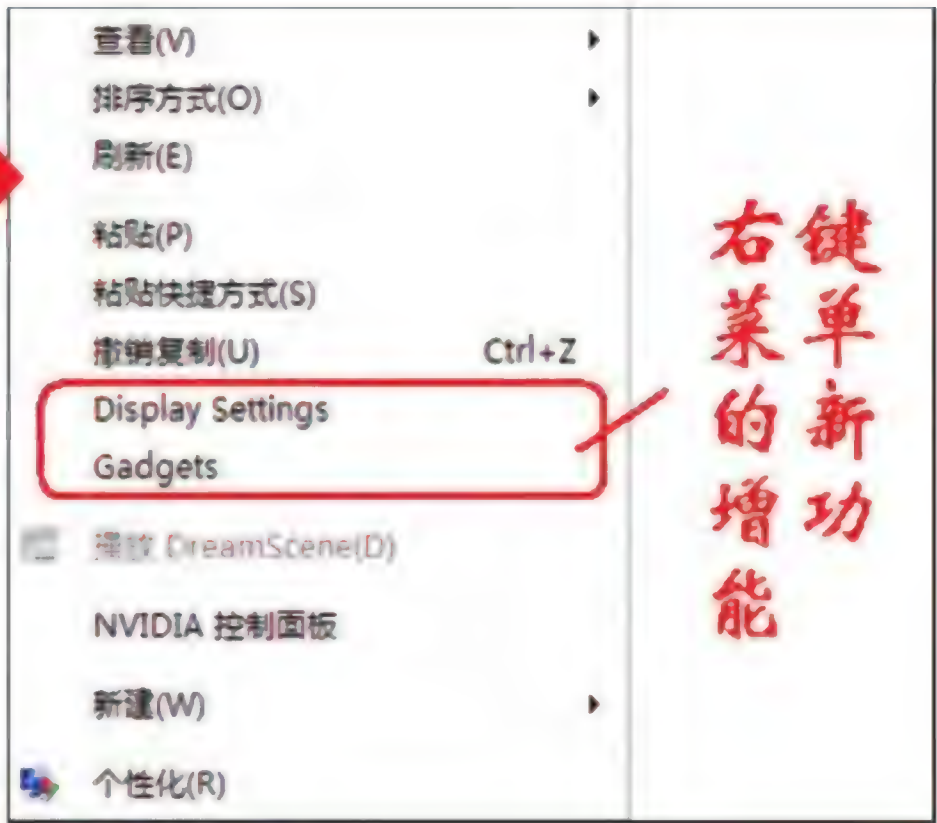 查看(V)
排序方式(O)
刷新(E)
粘贴(P)
粘贴快捷方式(S)
撤销复制(U) Ctrl+Z
Display Settings
Gadgets
播放 DreamScene(D)
NVIDIA 控制面板
新建(W)
个性化(R)
右键
菜单
的新
增功
能